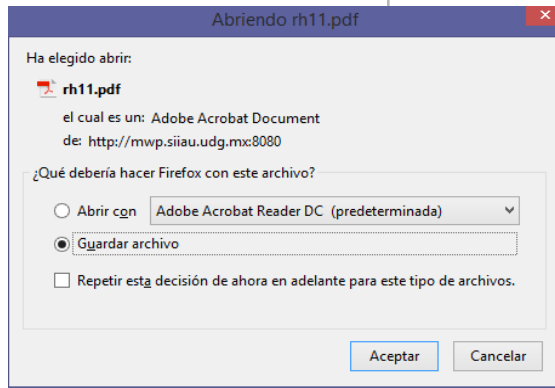 Abriendo rh11.pdf
Ha elegido abrir:
rh11.pdf
el cual es un: Adobe Acrobat Document
de: http://mwp.siiau.udg.mx:8080
¿Qué debería hacer Firefox con este archivo?
Abrir con Adobe Acrobat Reader DC (predeterminada)
Guardar archivo
Repetir esta decisión de ahora en adelante para este tipo de archivos.
Aceptar Cancelar